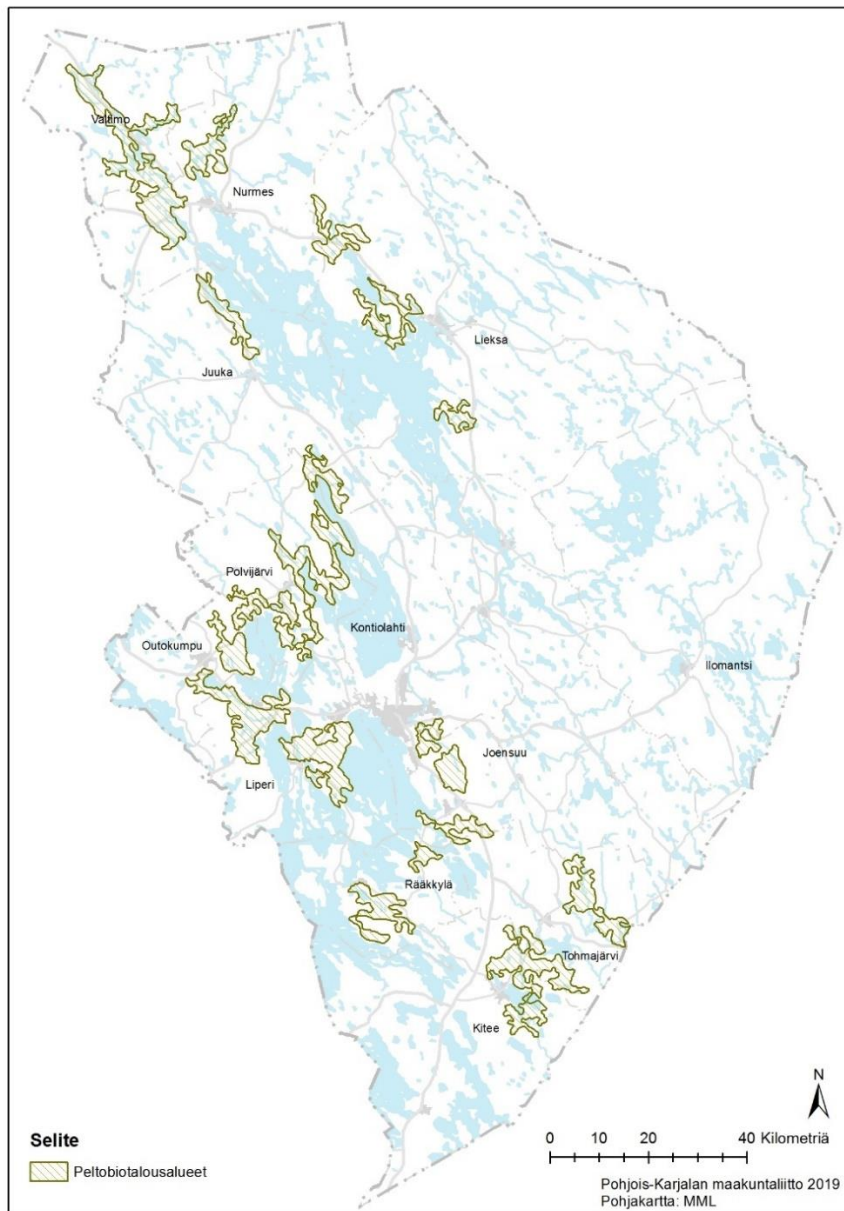 Valtimo
Nurmes
Lieksa
Juuka
Polvijärvi
Kontiolahti
Outokumpu
Ilomantsi
Joensuu
Liperi
Rääkkylä
Tohmajärvi
Kitee
N
Selite
Peltobiotalousalueet
0 10 20 40 Kilometriä
Pohjois-Karjalan maakuntaliitto 2019
Pohjakartta: MML